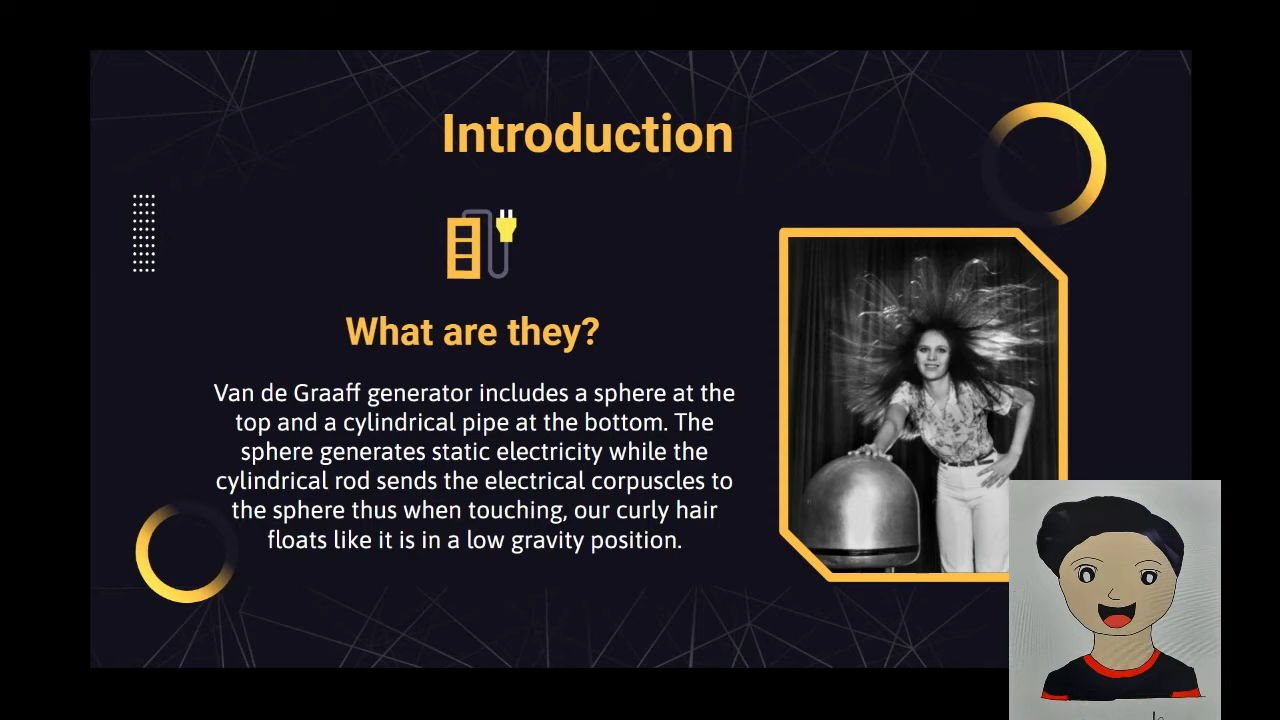 Introduction
What are they?
Van de Graaff generator includes a sphere at the
top and a cylindrical pipe at the bottom. The
sphere generates static electricity while the
cylindrical rod sends the electrical corpuscles to
the sphere thus when touching, our curly hair
floats like it is in a low gravity position.